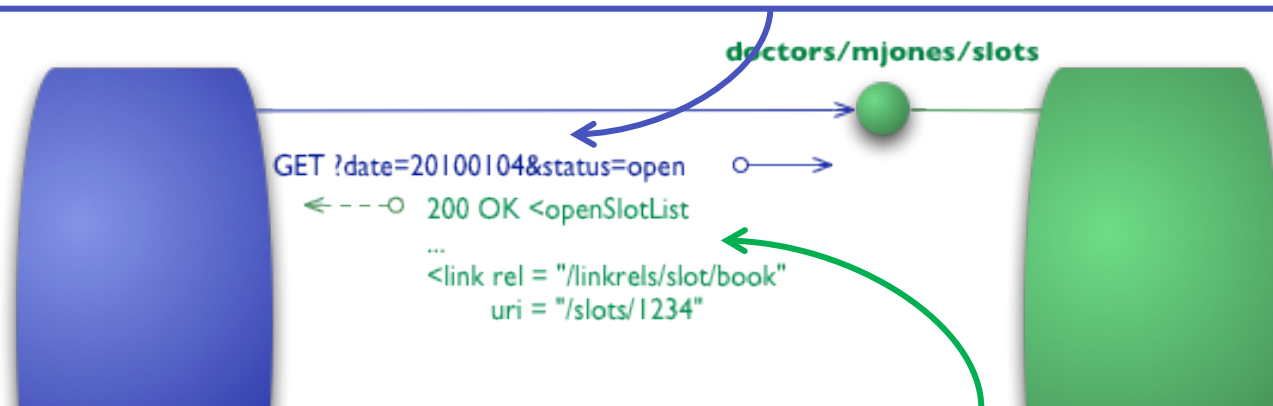 doctors/mjones/slots
GET ?date=20100104&status=open
200 OK <openSlotList
...
<link rel = "/linkrels/slot/book"
uri = "/slots/1234"